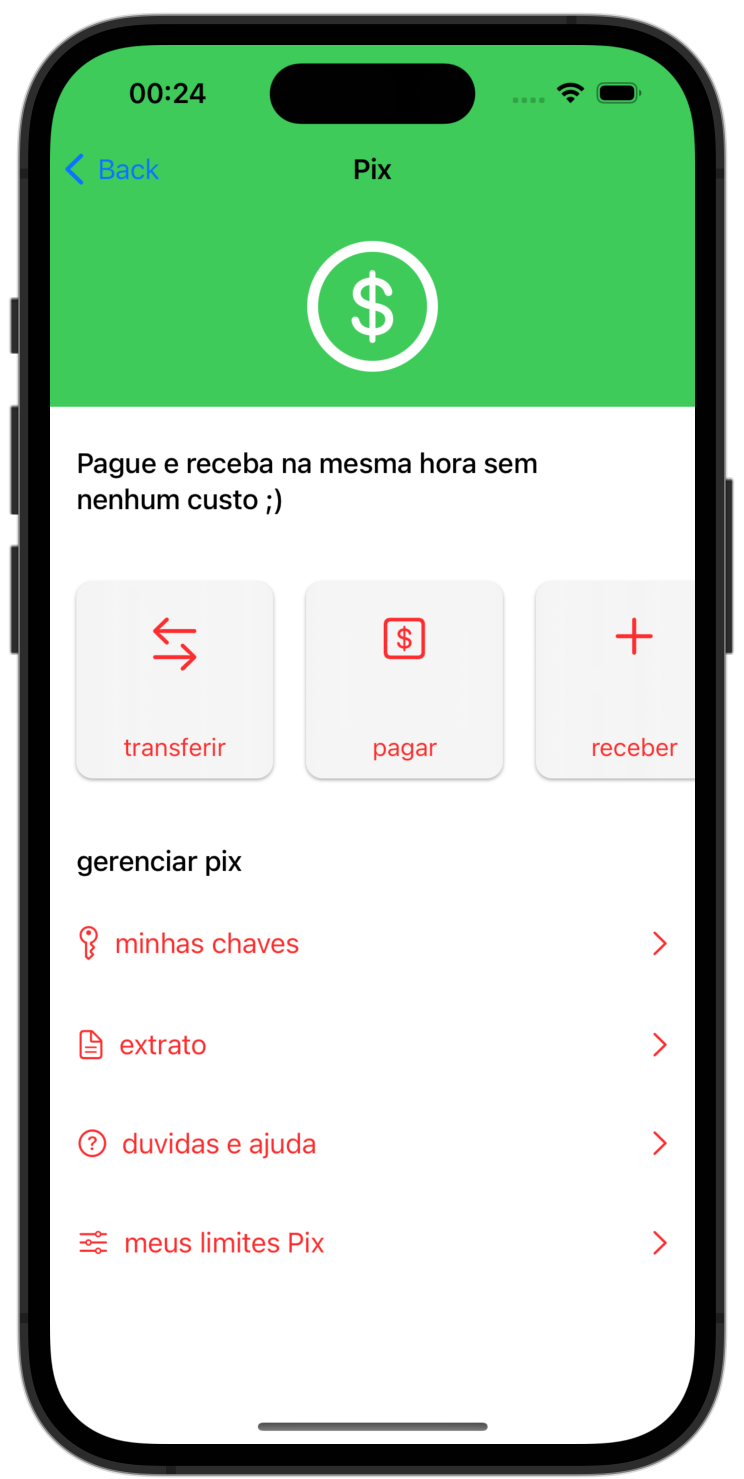 00:24
Back
Pix
$
Pague e receba na mesma hora sem
nenhum custo ;)
$
transferir
pagar
receber
gerenciar pix
minhas chaves
extrato
?
duvidas e ajuda
meus limites Pix